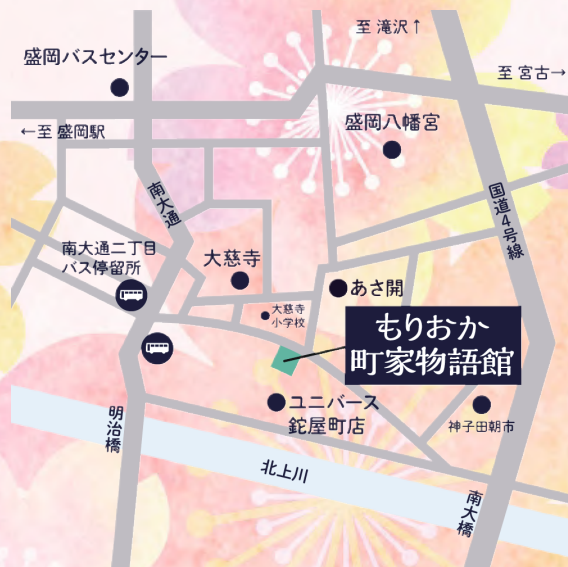 至 滝沢↑
盛岡バスセンター
至 宮古→
←至 盛岡駅
盛岡八幡宮
南大通
国道4号線
南大通二丁目
バス停留所
大慈寺
あさ開
大慈寺
小学校
もりおか
町家物語館
ユニバース
鉈屋町店
神子田朝市
明治橋
北上川
南大橋